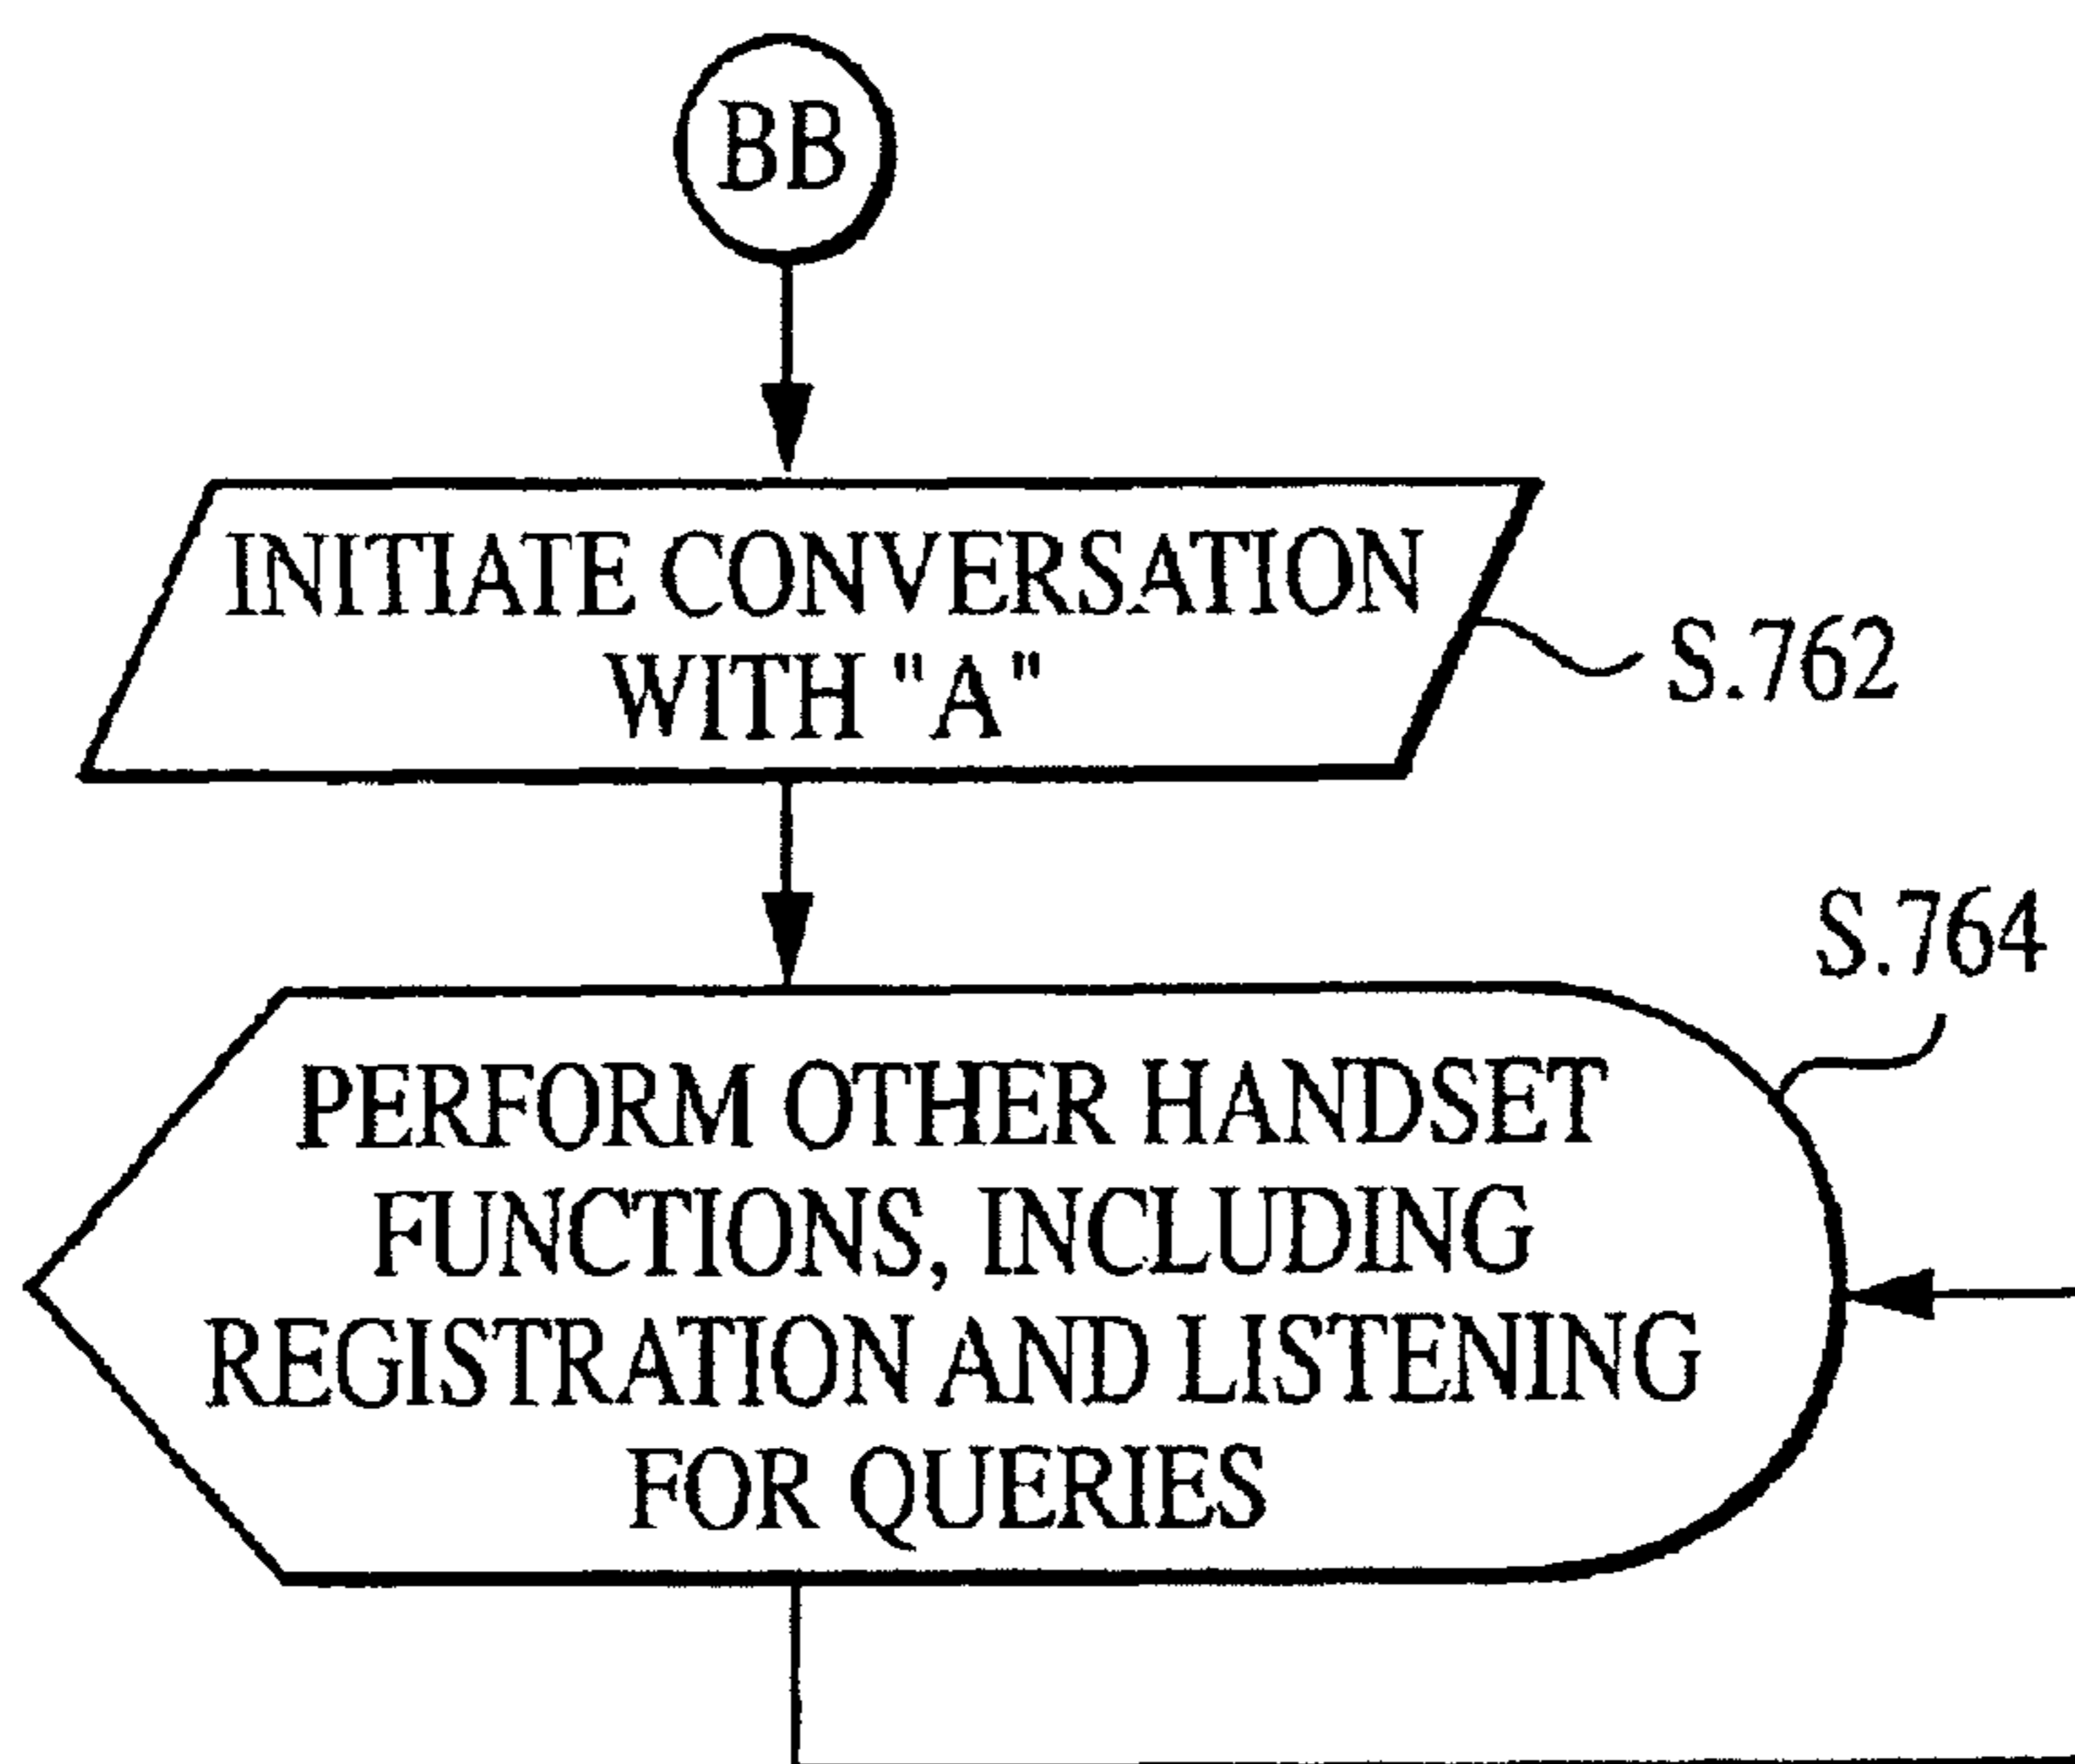 BB
INITIATE CONVERSATION
WITH "A"
S.762
S.764
PERFORM OTHER HANDSET
FUNCTIONS, INCLUDING
REGISTRATION AND LISTENING
FOR QUERIES